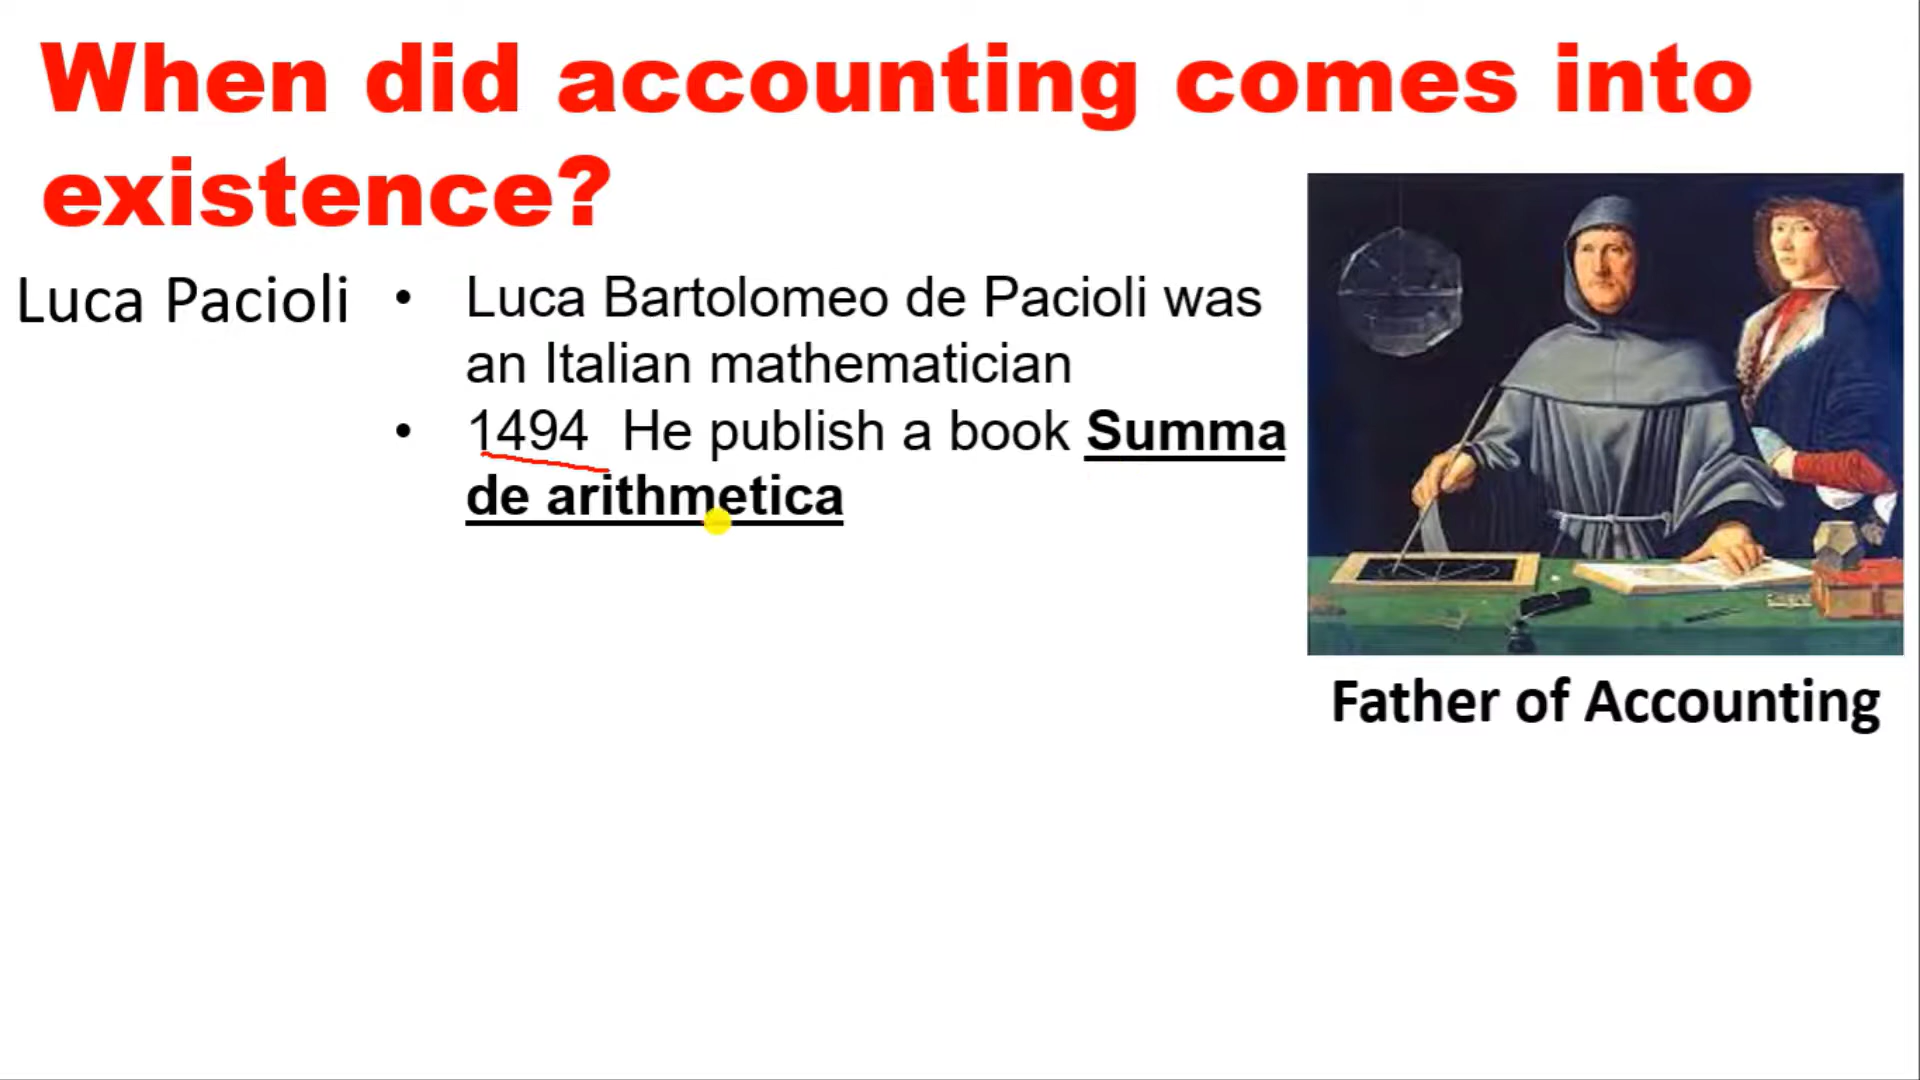 When did accounting comes into
existence?
Luca Pacioli
• Luca Bartolomeo de Pacioli was
an Italian mathematician
• 1494 He publish a book Summa
de arithmetica
Father of Accounting